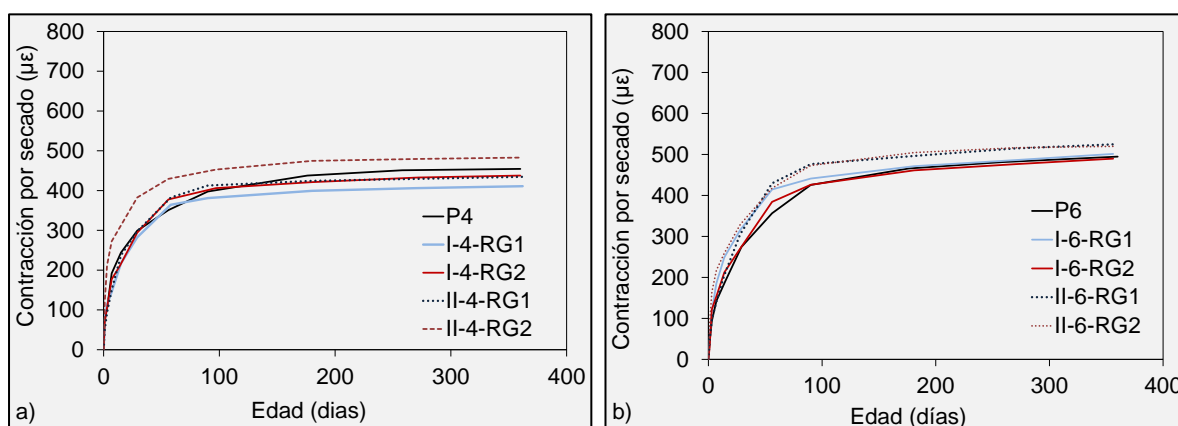 Contracción por secado (µε)
800
700
600
500
400
300
200
100
0
0
100
200
300
400
Edad (dias)
P4
I-4-RG1
I-4-RG2
II-4-RG1
II-4-RG2
a)
Contracción por secado (µε)
800
700
600
500
400
300
200
100
0
0
100
200
300
400
Edad (días)
P6
I-6-RG1
I-6-RG2
II-6-RG1
II-6-RG2
b)